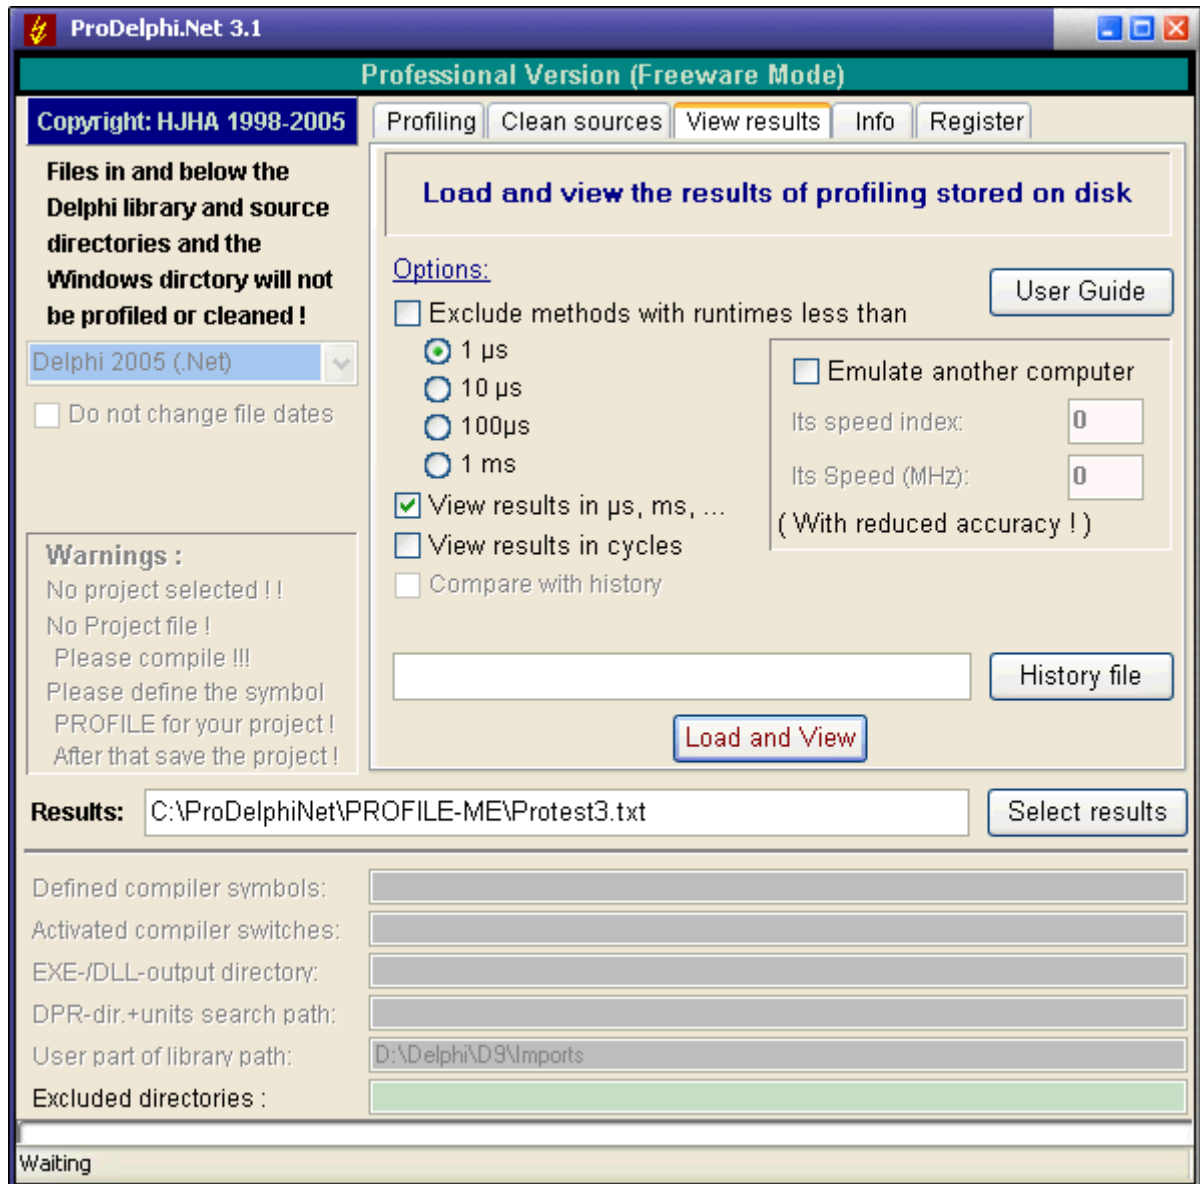 ProDelphi.Net 3.1
Professional Version (Freeware Mode)
Copyright: HJHA 1998-2005
Files in and below the
Delphi library and source
directories and the
Windows dirctory will not
be profiled or cleaned !
Delphi 2005 (.Net)
Do not change file dates
Warnings :
No project selected ! !
No Project file !
Please compile !!!
Please define the symbol
PROFILE for your project !
After that save the project !
Profiling Clean sources View results Info Register
Load and view the results of profiling stored on disk
Options:
User Guide
Exclude methods with runtimes less than
1 µs
10 µs
100µs
1 ms
View results in µs, ms, ...
View results in cycles
Compare with history
Emulate another computer
Its speed index: 0
Its Speed (MHz): 0
( With reduced accuracy ! )
History file
Load and View
Results: C:\ProDelphiNet\PROFILE-ME\Protest3.txt Select results
Defined compiler symbols:
Activated compiler switches:
EXE-/DLL-output directory:
DPR-dir.+units search path:
User part of library path: D:\Delphi\D9\Imports
Excluded directories :
Waiting